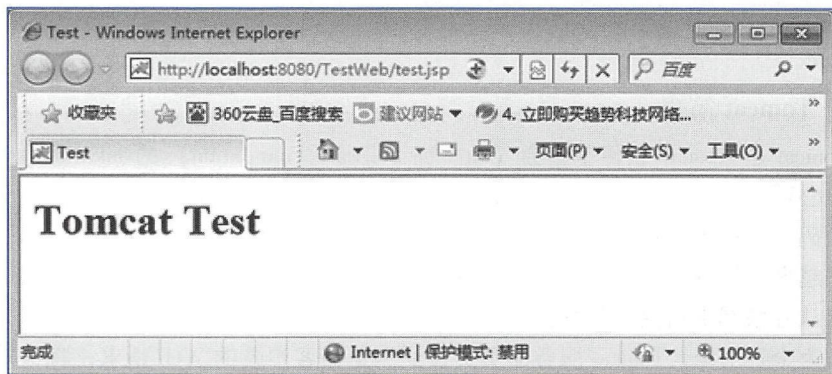 Test - Windows Internet Explorer
http://localhost:8080/TestWeb/test.jsp 百度
收藏夹 360云盘_百度搜索 建议网站 4. 立即购买趋势科技网络...
Test 页面(P) 安全(S) 工具(O)
Tomcat Test
完成 Internet | 保护模式: 禁用 100%